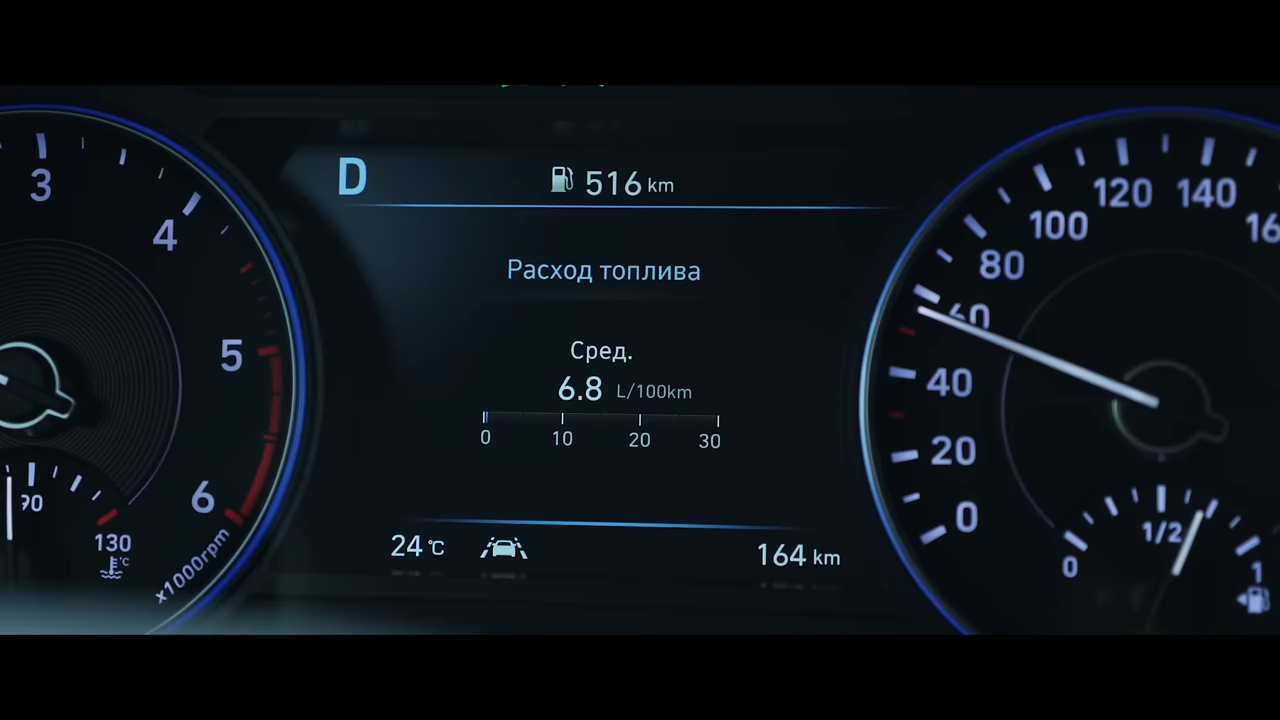 D
516 km
Расход топлива
Сред.
6.8 L/100km
0 10 20 30
24 °C
164 km
3
4
5
6
x1000rpm
90
130
°C
0
20
40
60
80
100
120
140
0
1/2
1